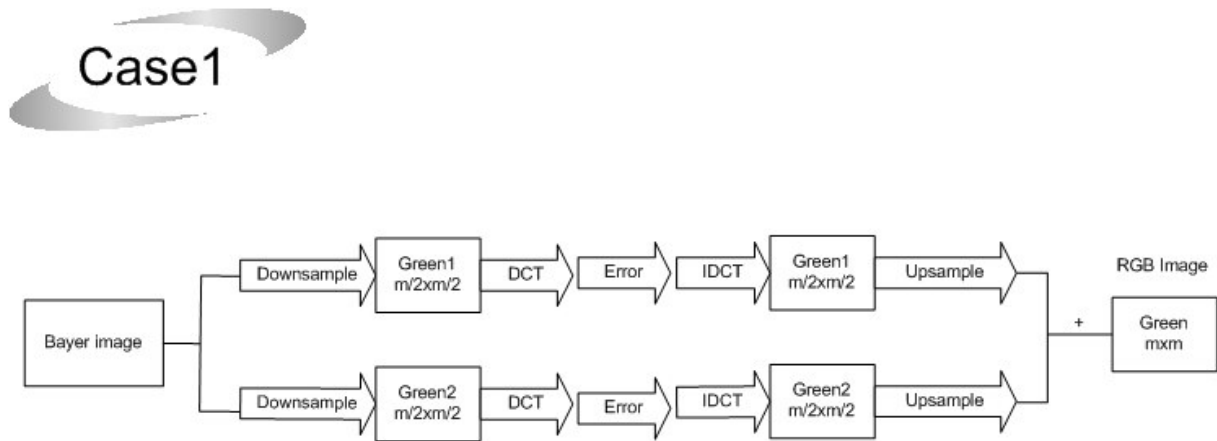 Case1
Downsample
Green1
m/2xm/2
DCT
Error
IDCT
Green1
m/2xm/2
Upsample
RGB Image
Bayer image
+
Green
mxm
Downsample
Green2
m/2xm/2
DCT
Error
IDCT
Green2
m/2xm/2
Upsample